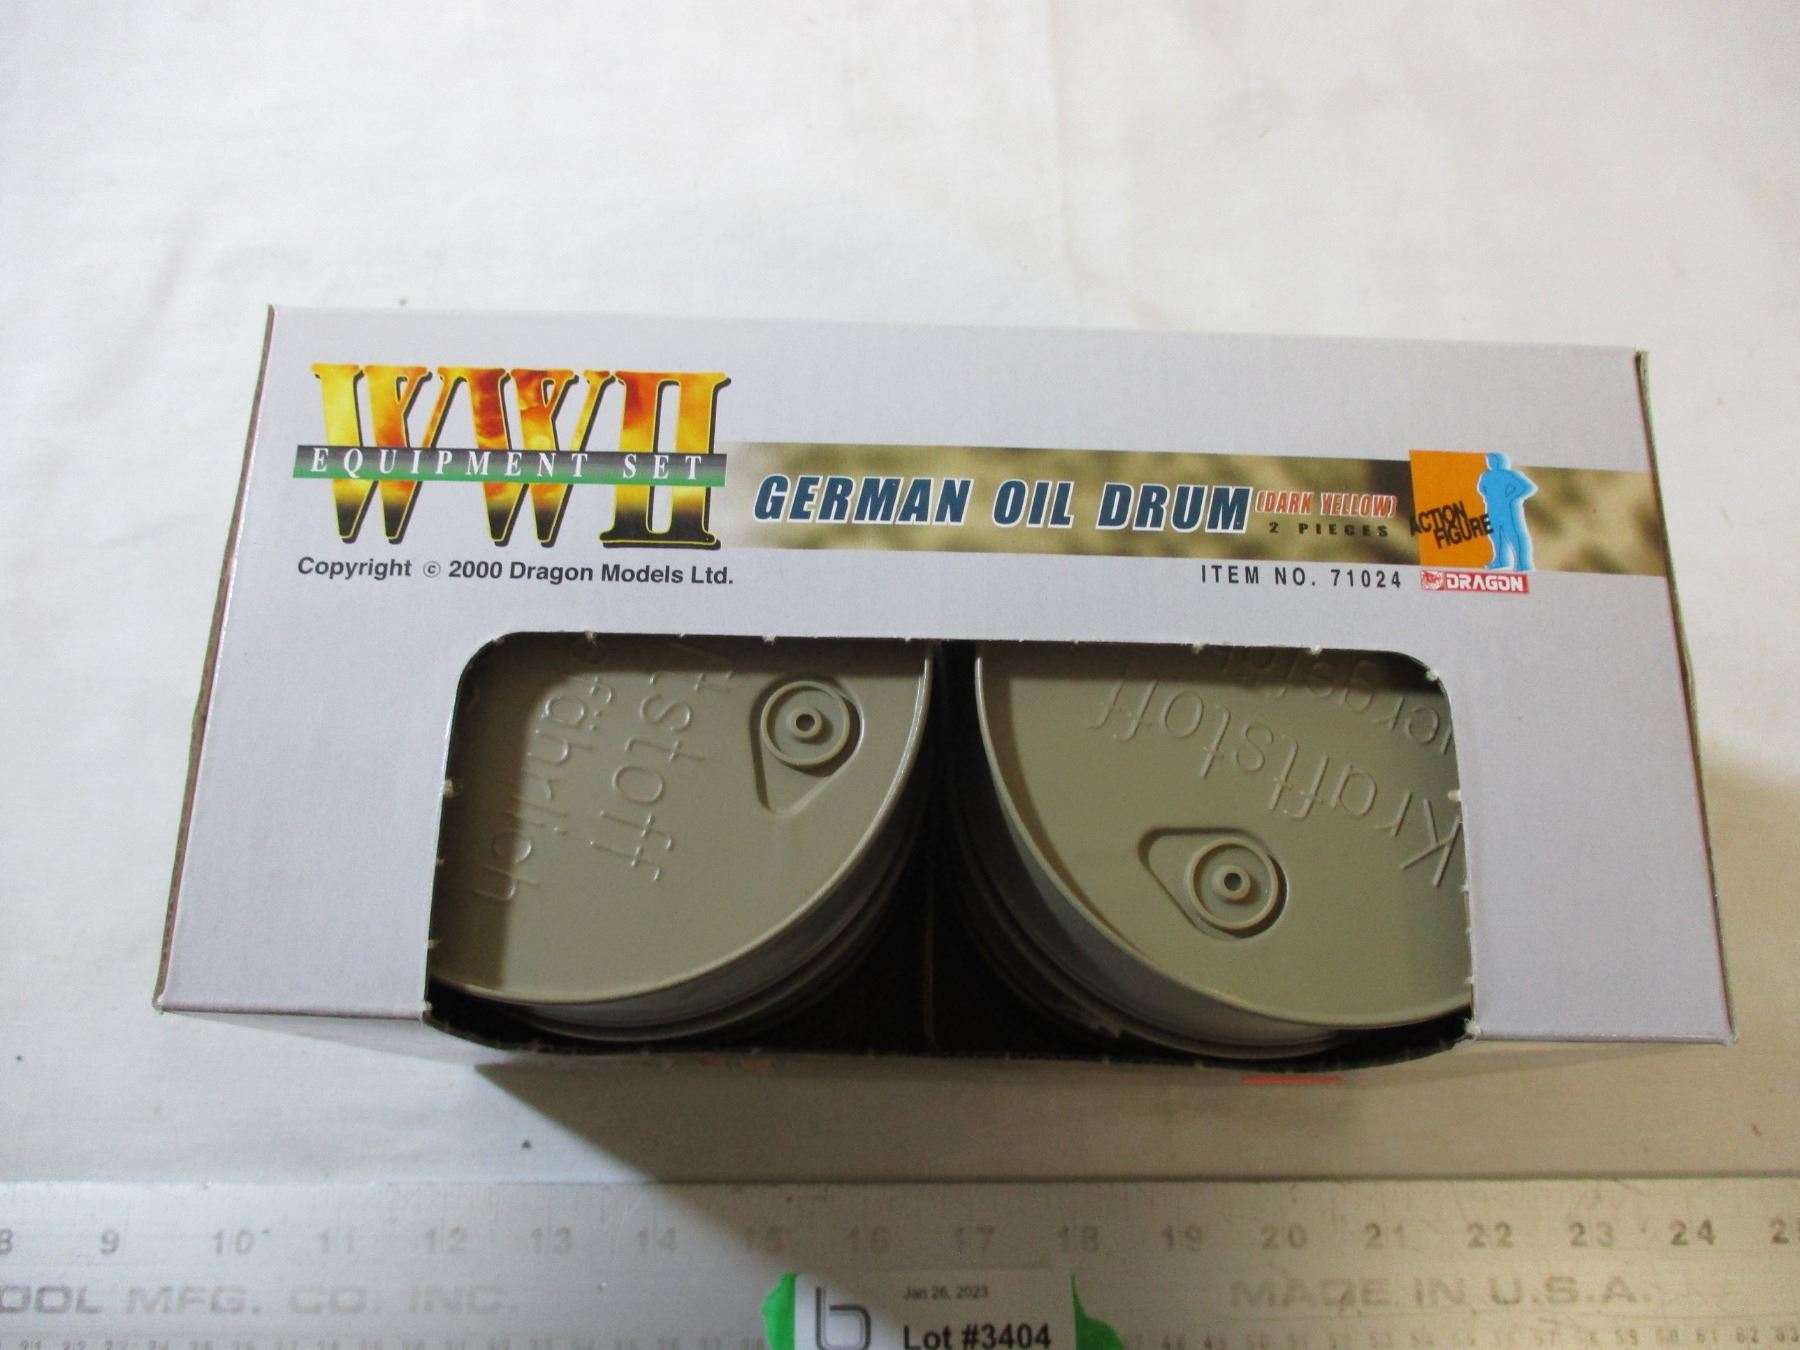 WWII
EQUIPMENT SET
GERMAN OIL DRUM (DARK YELLOW)
2 PIECES
ACTION
FIGURE
Copyright © 2000 Dragon Models Ltd.
ITEM NO. 71024
DRAGON
Kraftstoff
8 9 10 11 12 13 14 15 16 17 18 19 20 21 22 23 24
OOL MFG. CO. INC.
MADE IN U.S.A.
b
Jan 26, 2023
Lot #3404